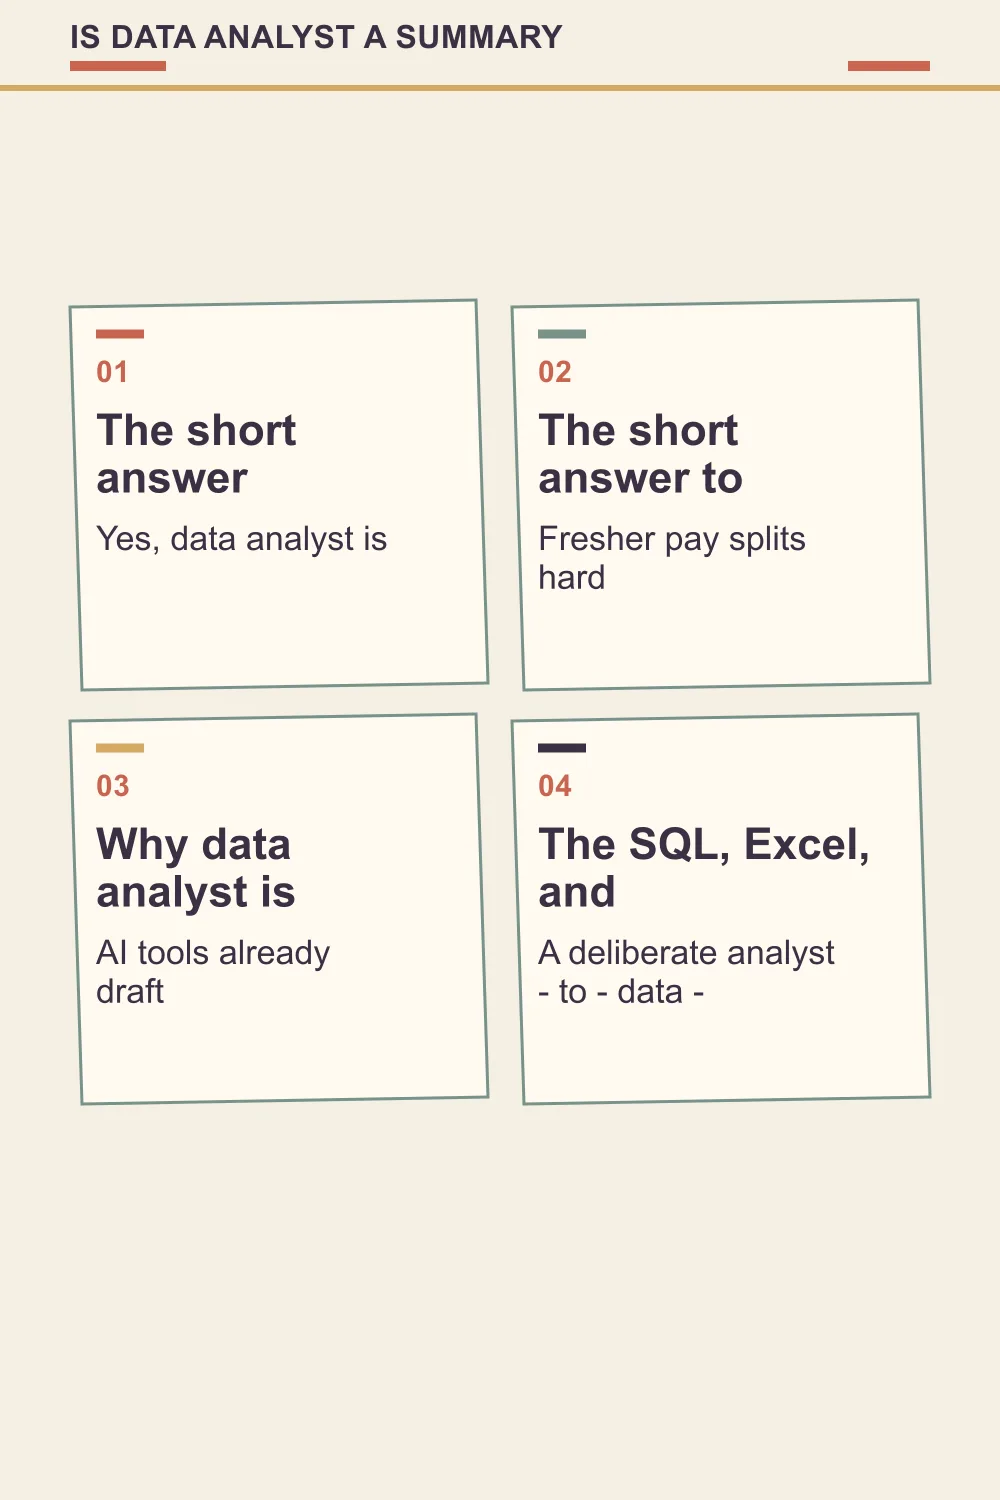 IS DATA ANALYST A SUMMARY
01
The short
answer
Yes, data analyst is
02
The short
answer to
Fresher pay splits
hard
03
Why data
analyst is
AI tools already
draft
04
The SQL, Excel,
and
A deliberate analyst
- to - data -